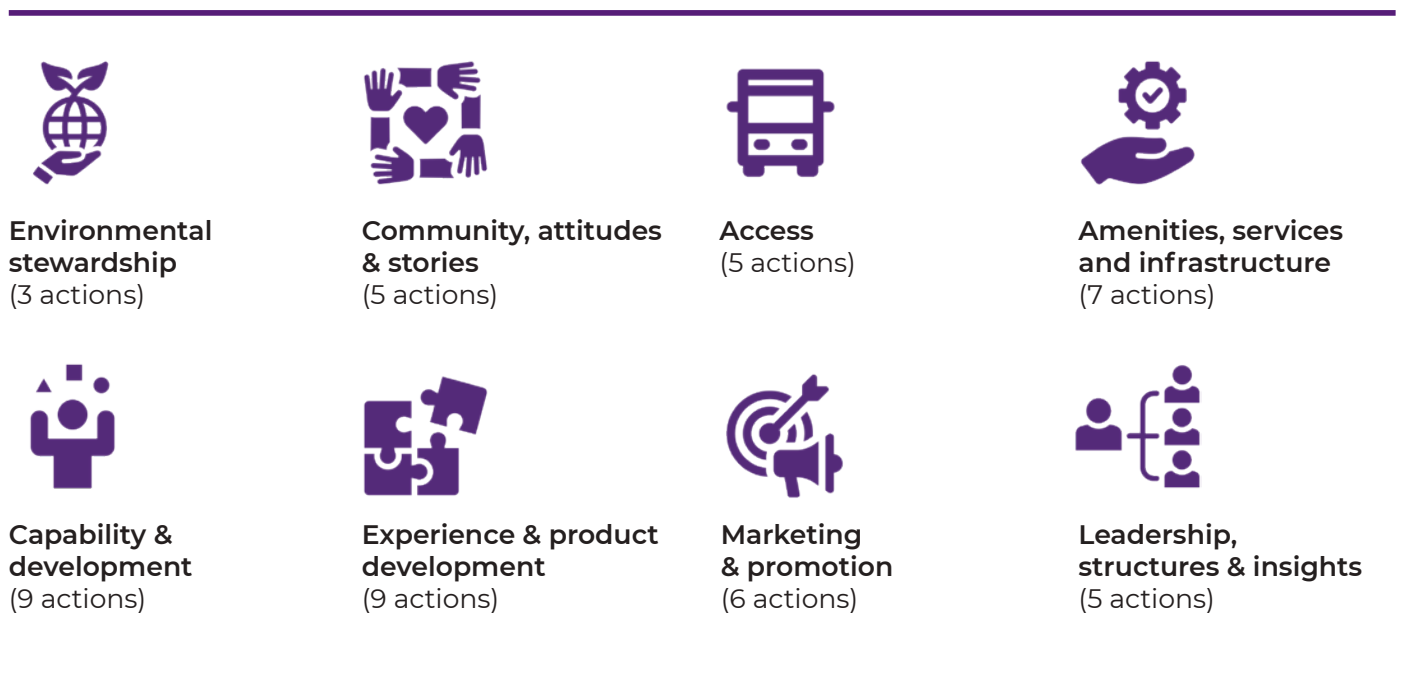 Environmental
stewardship
(3 actions)
Community, attitudes
& stories
(5 actions)
Access
(5 actions)
Amenities, services
and infrastructure
(7 actions)
Capability &
development
(9 actions)
Experience & product
development
(9 actions)
Marketing
& promotion
(6 actions)
Leadership,
structures & insights
(5 actions)